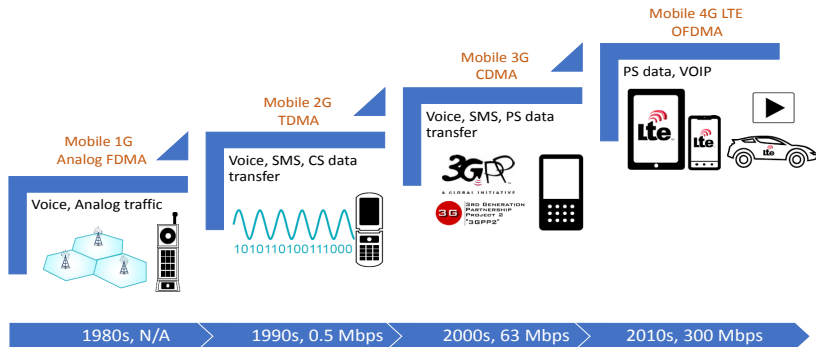 Mobile 1G
Analog FDMA
Voice, Analog traffic
Mobile 2G
TDMA
Voice, SMS, CS data
transfer
1010110100111000
Mobile 3G
CDMA
Voice, SMS, PS data
transfer
3GPP
TM
A GLOBAL INITIATIVE
3G
3RD GENERATION
PARTNERSHIP
PROJECT 2
"3GPP2"
Mobile 4G LTE
OFDMA
PS data, VOIP
Lte
Lte
Lte
1980s, N/A
1990s, 0.5 Mbps
2000s, 63 Mbps
2010s, 300 Mbps